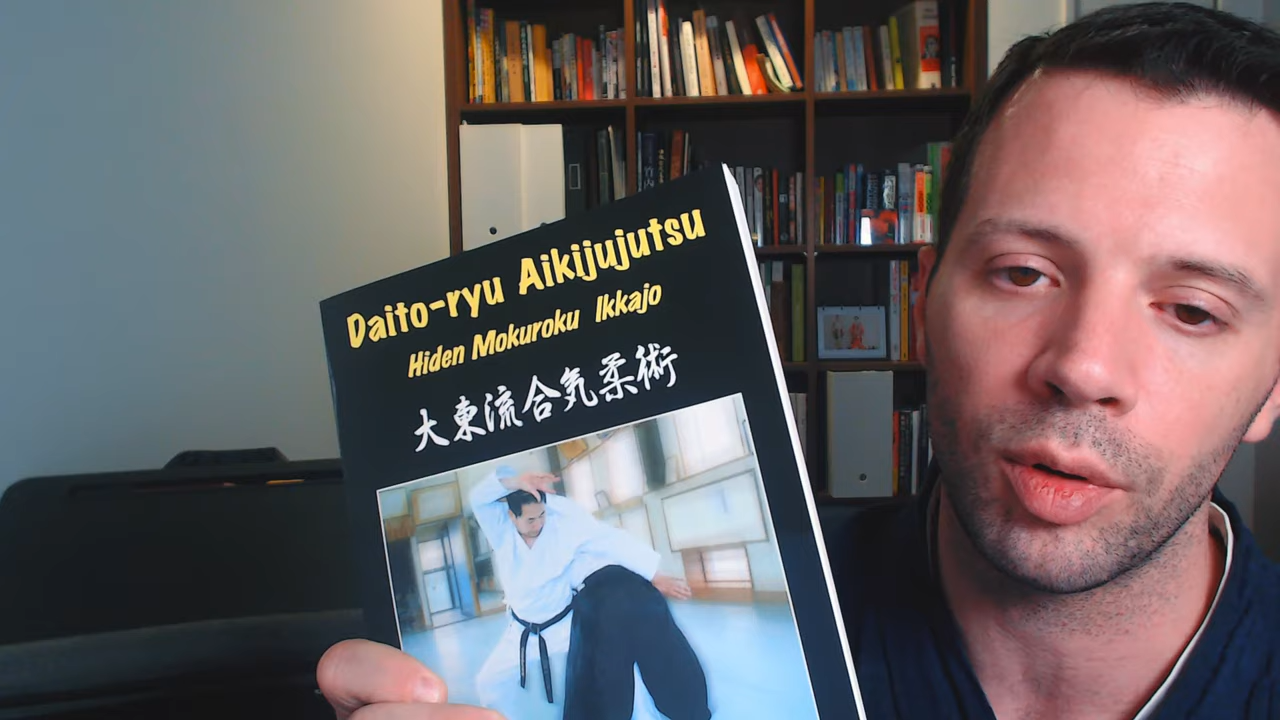 Daito-ryu Aikijujutsu
Hiden Mokuroku Ikkajo
大東流合気柔術